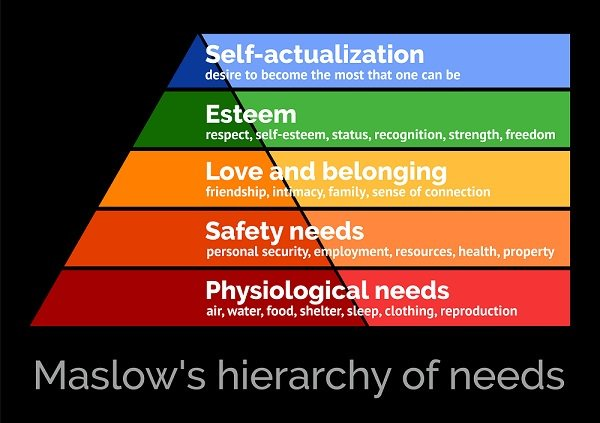 Self-actualization
desire to become the most that one can be
Esteem
respect, self-esteem, status, recognition, strength, freedom
Love and belonging
friendship, intimacy, family, sense of connection
Safety needs
personal security, employment, resources, health, property
Physiological needs
air, water, food, shelter, sleep, clothing, reproduction
Maslow's hierarchy of needs